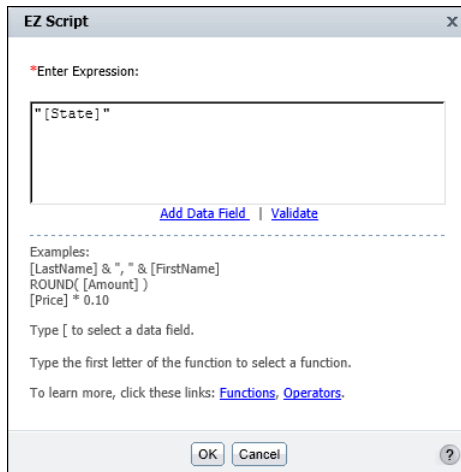 EZ Script
x
*Enter Expression:
"[State]"
Add Data Field | Validate
Examples:
[LastName] & ", " & [FirstName]
ROUND( [Amount] )
[Price] * 0.10
Type [ to select a data field.
Type the first letter of the function to select a function.
To learn more, click these links: Functions, Operators.
OK Cancel ?